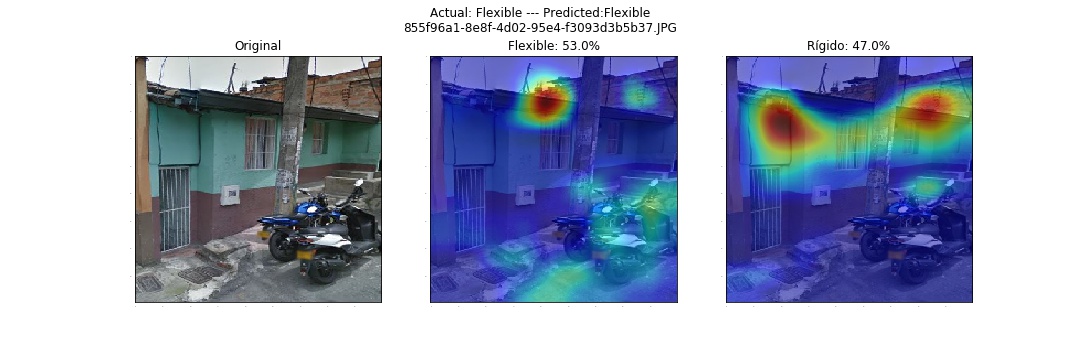 Actual: Flexible --- Predicted:Flexible
855f96a1-8e8f-4d02-95e4-f3093d3b5b37.JPG
Original
Flexible: 53.0%
Rígido: 47.0%